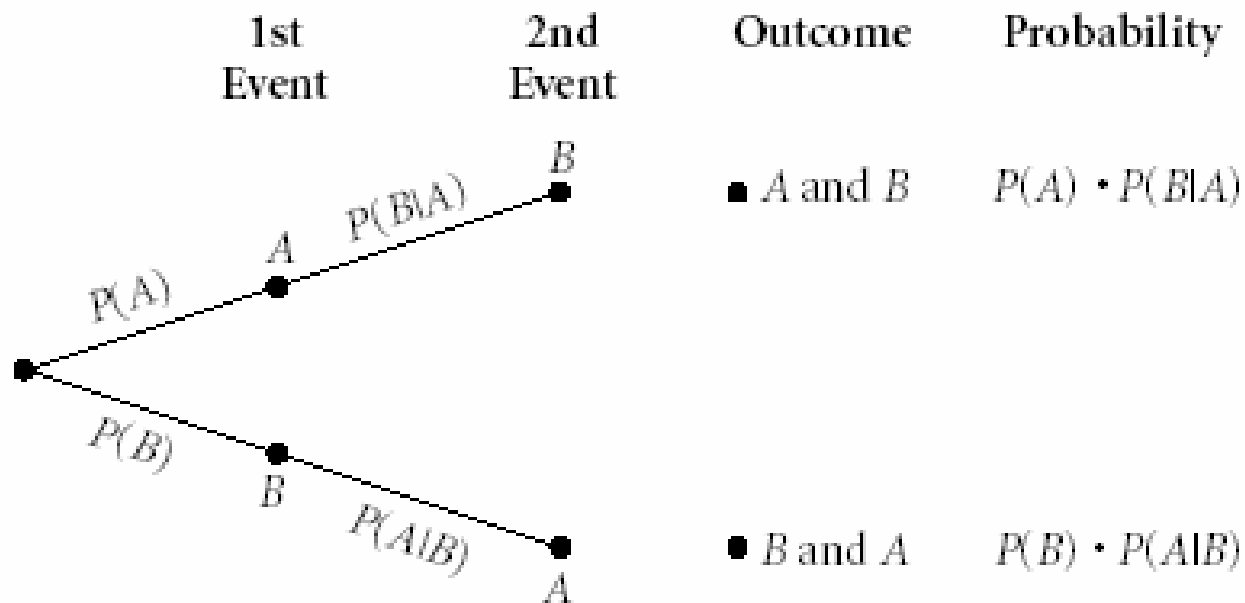 1st 2nd Outcome Probability
Event Event
B
P(B|A)
A and B P(A) • P(B|A)
A
P(A)
P(B)
B
P(A|B)
B and A P(B) • P(A|B)
A